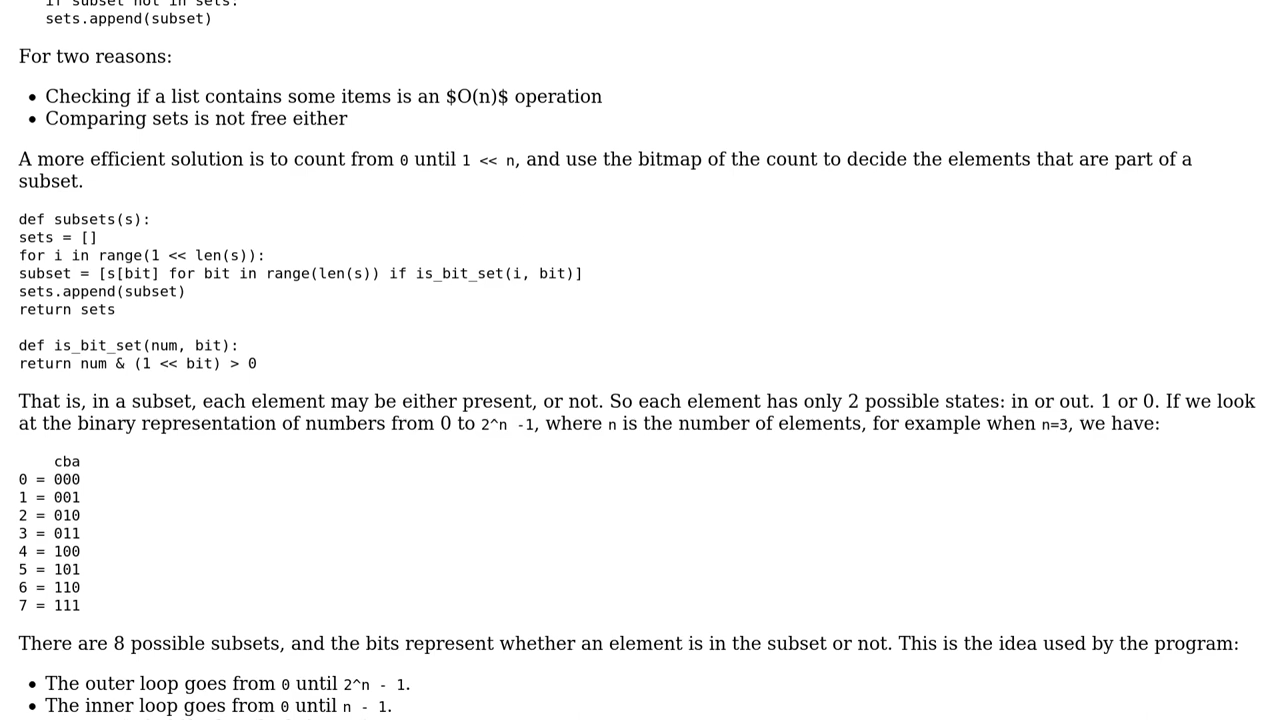 if subset not in sets:
sets.append(subset)
For two reasons:
• Checking if a list contains some items is an $O(n)$ operation
• Comparing sets is not free either
A more efficient solution is to count from 0 until 1 << n, and use the bitmap of the count to decide the elements that are part of a
subset.
def subsets(s):
sets = []
for i in range(1 << len(s)):
subset = [s[bit] for bit in range(len(s)) if is_bit_set(i, bit)]
sets.append(subset)
return sets
def is_bit_set(num, bit):
return num & (1 << bit) > 0
That is, in a subset, each element may be either present, or not. So each element has only 2 possible states: in or out. 1 or 0. If we look
at the binary representation of numbers from 0 to 2^n -1, where n is the number of elements, for example when n=3, we have:
cba
0 = 000
1 = 001
2 = 010
3 = 011
4 = 100
5 = 101
6 = 110
7 = 111
There are 8 possible subsets, and the bits represent whether an element is in the subset or not. This is the idea used by the program:
• The outer loop goes from 0 until 2^n - 1.
• The inner loop goes from 0 until n - 1.